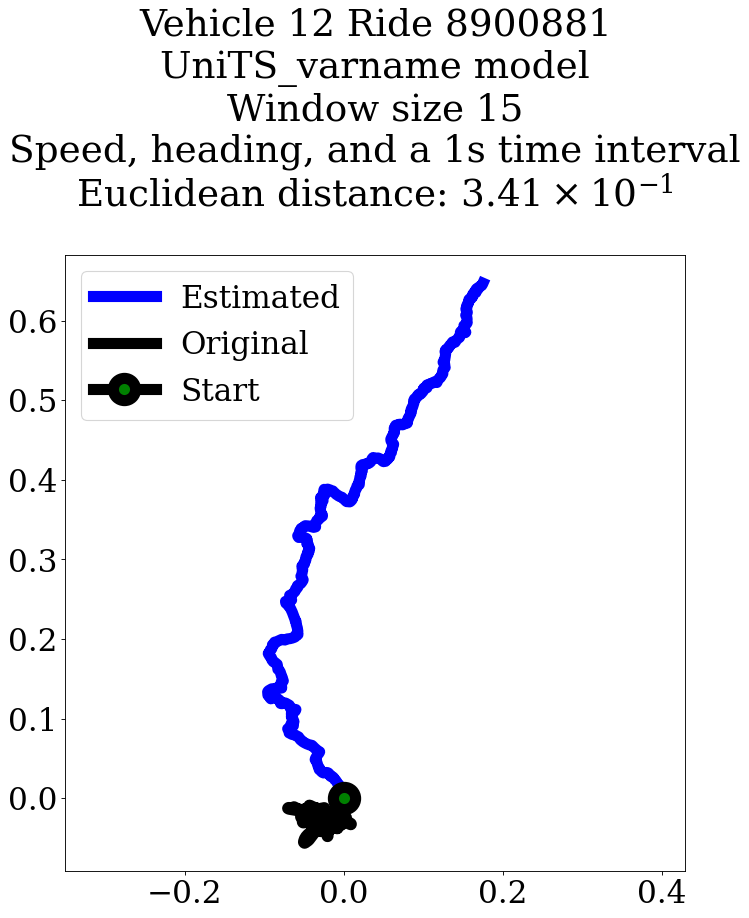 Vehicle 12 Ride 8900881
UniTS_varname model
Window size 15
Speed, heading, and a 1s time interval
Euclidean distance: 3.41 × 10⁻¹
Estimated
Original
Start
0.6
0.5
0.4
0.3
0.2
0.1
0.0
−0.2 0.0 0.2 0.4